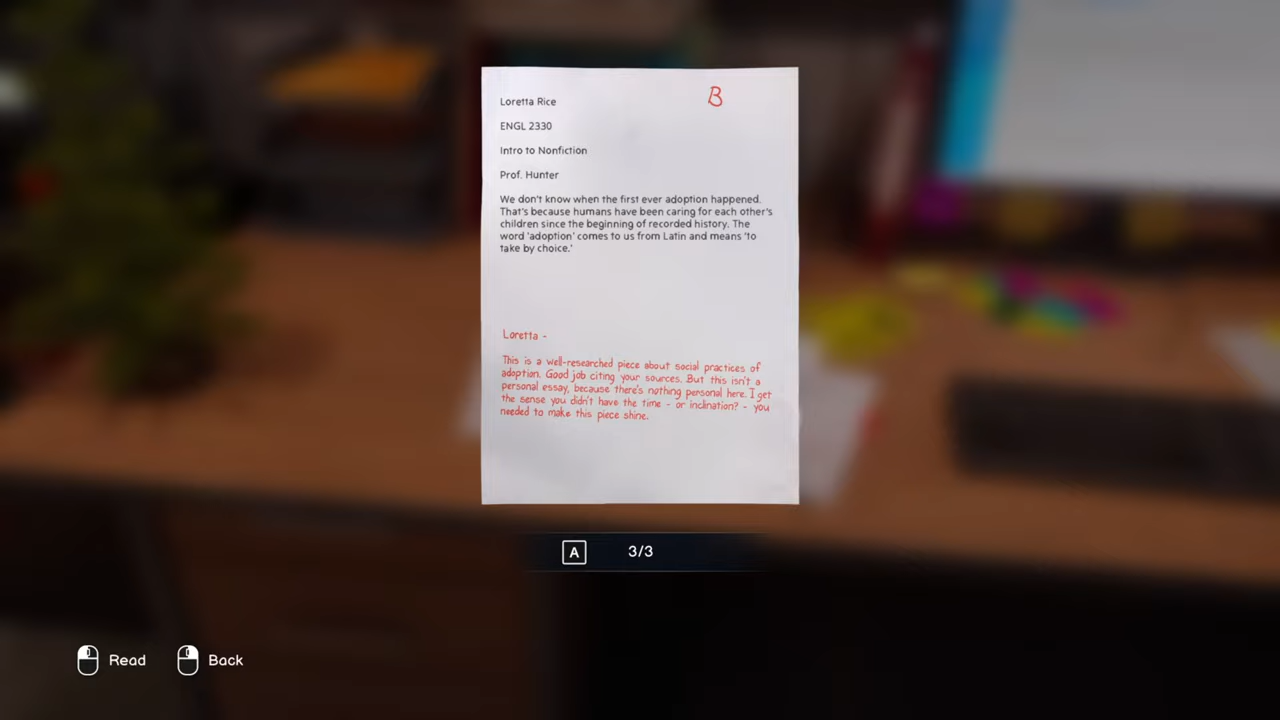 B
Loretta Rice
ENGL 2330
Intro to Nonfiction
Prof. Hunter
We don't know when the first ever adoption happened.
That's because humans have been caring for each other's
children since the beginning of recorded history. The
word 'adoption' comes to us from Latin and means 'to
take by choice.'
Loretta -
This is a well-researched piece about social practices of
adoption. Good job citing your sources. But this isn't a
personal essay, because there's nothing personal here. I get
the sense you didn't have the time - or inclination? - you
needed to make this piece shine.
A 3/3
Read Back